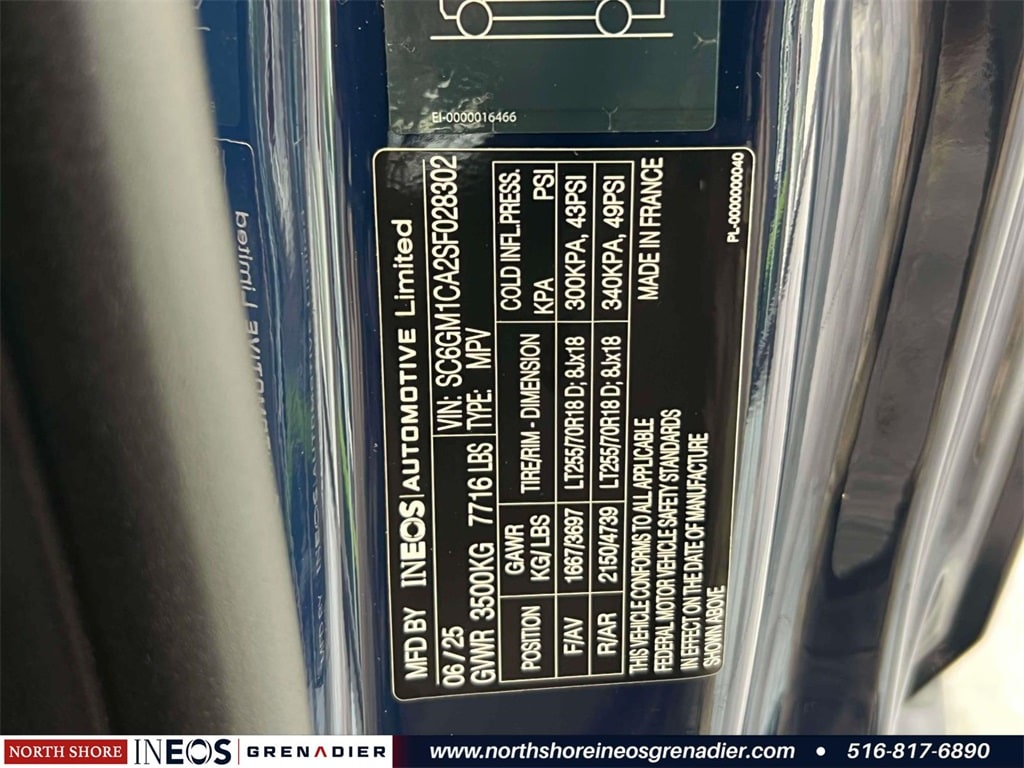 EI-0000016466
MFD BY INEOS AUTOMOTIVE Limited
06 / 25 VIN: SC6GM1CA2SF028302
GVWR 3500KG 7716 LBS TYPE: MPV
POSITION GAWR KG/LBS TIRE/RIM - DIMENSION COLD INFL.PRESS. KPA PSI
F/AV 1667/3697 LT255/70R18 D; 8Jx18 300KPA, 43PSI
R/AR 2150/4739 LT255/70R18 D; 8Jx18 340KPA, 49PSI
THIS VEHICLE CONFORMS TO ALL APPLICABLE
FEDERAL MOTOR VEHICLE SAFETY STANDARDS
IN EFFECT ON THE DATE OF MANUFACTURE
SHOWN ABOVE
MADE IN FRANCE
PL-0000000040
NORTH SHORE INEOS GRENADIER www.northshoreineosgrenadier.com • 516-817-6890